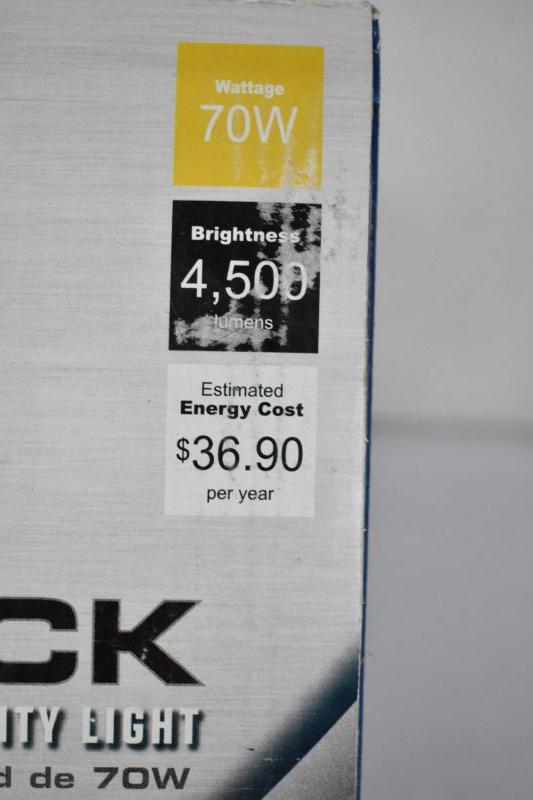 Wattage
70W
Brightness
4,500
lumens
Estimated
Energy Cost
$36.90
per year
CK
ITY LIGHT
d de 70W